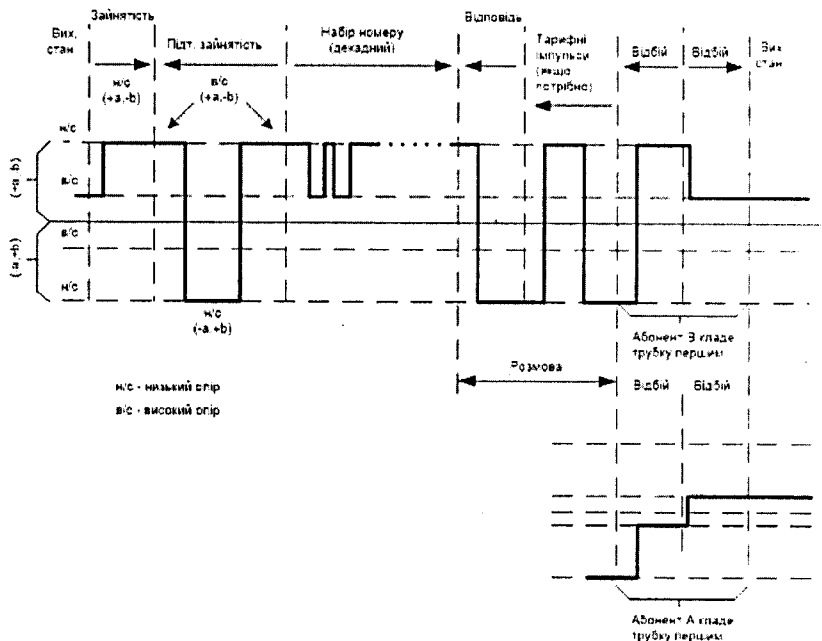 Зайнятість
Вих.
стан
Підт. зайнятість
Набір номеру
(декадний)
Відповідь
Тарифні
імпульси
(якщо
потрібно)
Відбій
Відбій
Вих
стан
н/с
(+a,-b)
в/с
(+a,-b)
н/с
в/с
(+a,-b)
в/с
н/с
(-a,+b)
н/с
(-a,+b)
Абонент В кладе
трубку першим
Розмова
н/с - низький опір
в/с - високий опір
Відбій
Відбій
Абонент А кладе
трубку першим